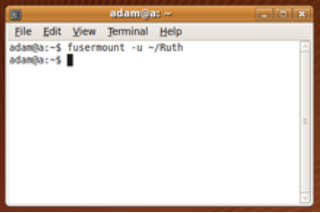 adam@a: ~
File Edit View Terminal Help
adam@a:~$ fusermount -u ~/Ruth
adam@a:~$